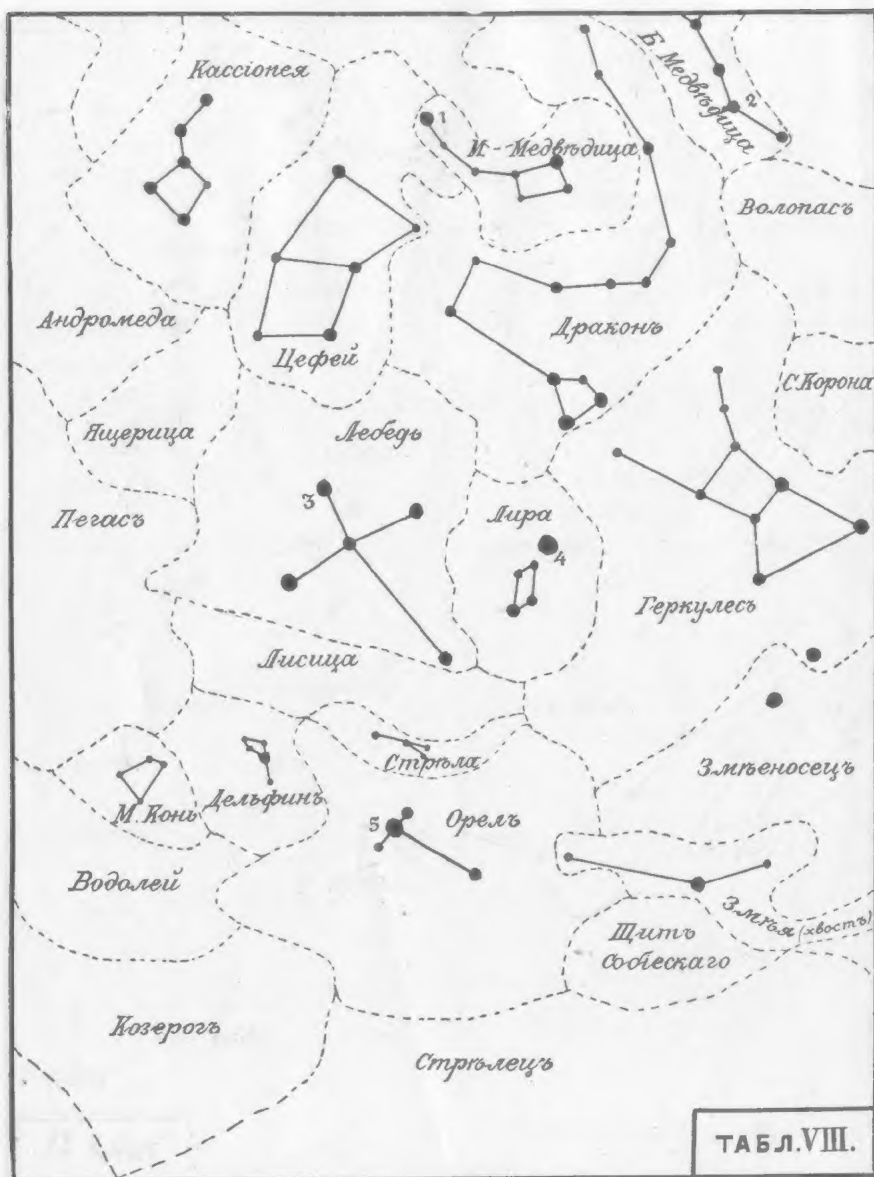 Кассіопея
Б. Медвѣдица
2
1
М-Медвѣдица
Волопасъ
Андромеда
Цефей
Драконъ
С.Корона
Ящерица
Лебедь
Пегасъ
3
Лира
4
Геркулесъ
Лисица
Стрѣла
Змѣеносецъ
М.Конь
Дельфинъ
5
Орелъ
Водолей
Змѣя (хвостъ)
Щитъ
Собіескаго
Козерогъ
Стрѣлецъ
ТАБЛ.VIII.